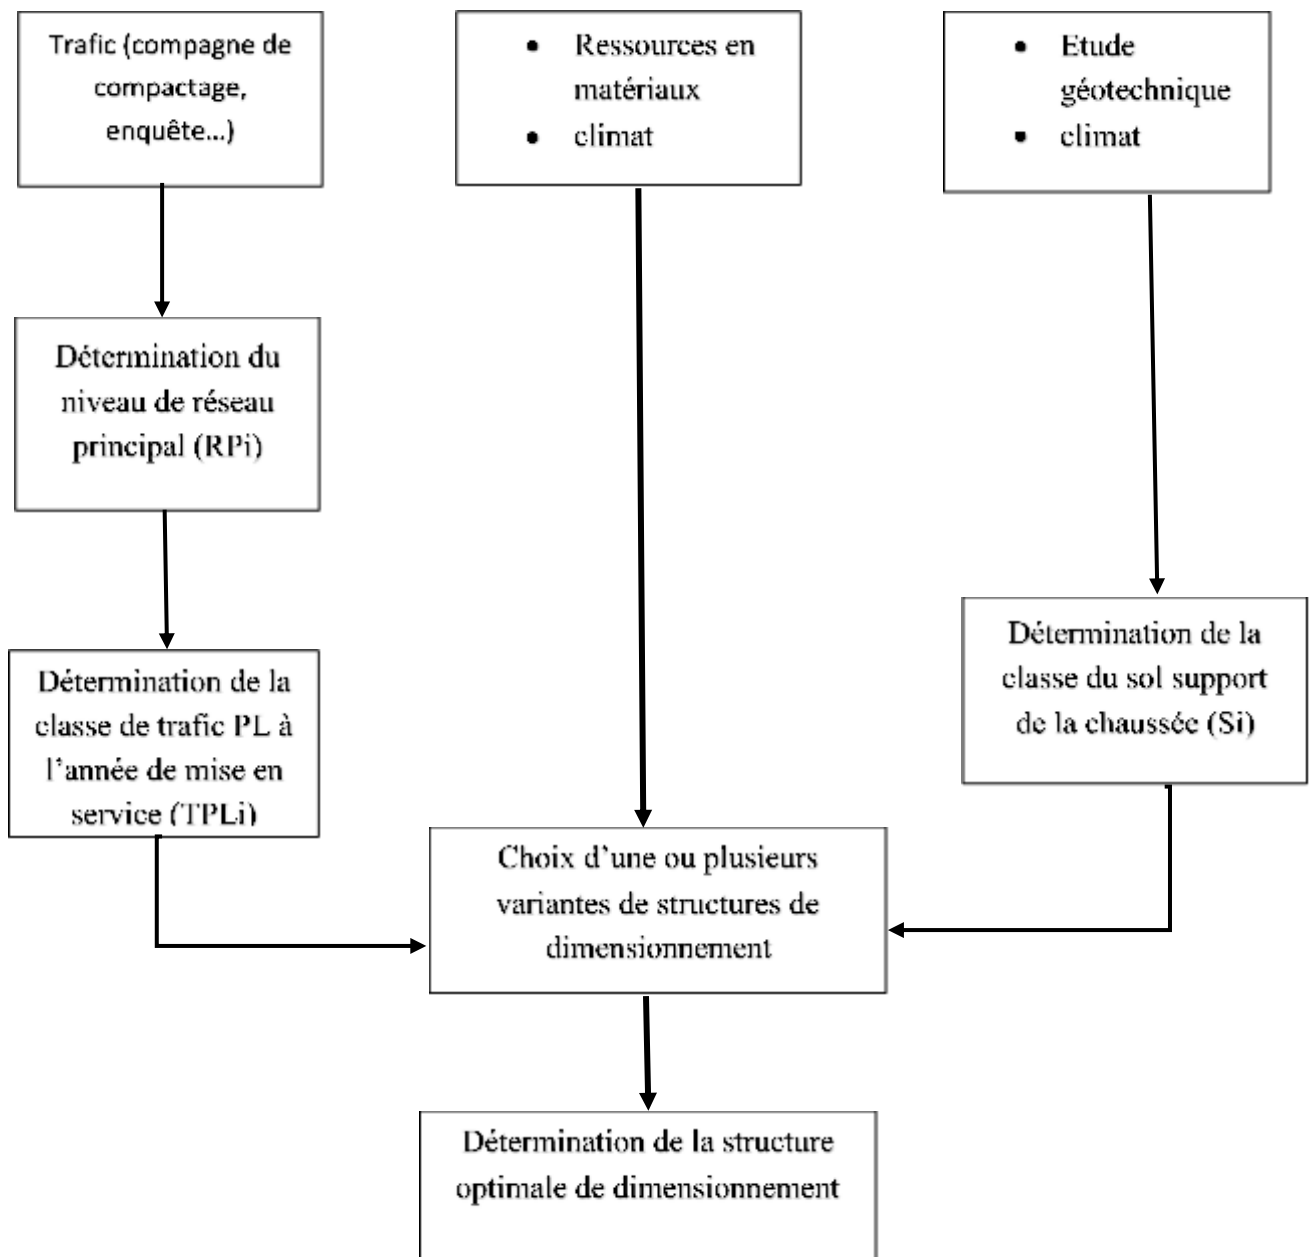 Trafic (compagne de
compactage,
enquête...)
• Ressources en
matériaux
• climat
• Etude
géotechnique
• climat
Détermination du
niveau de réseau
principal (RPi)
Détermination de la
classe de trafic PL à
l'année de mise en
service (TPLi)
Détermination de la
classe du sol support
de la chaussée (Si)
Choix d'une ou plusieurs
variantes de structures de
dimensionnement
Détermination de la structure
optimale de dimensionnement